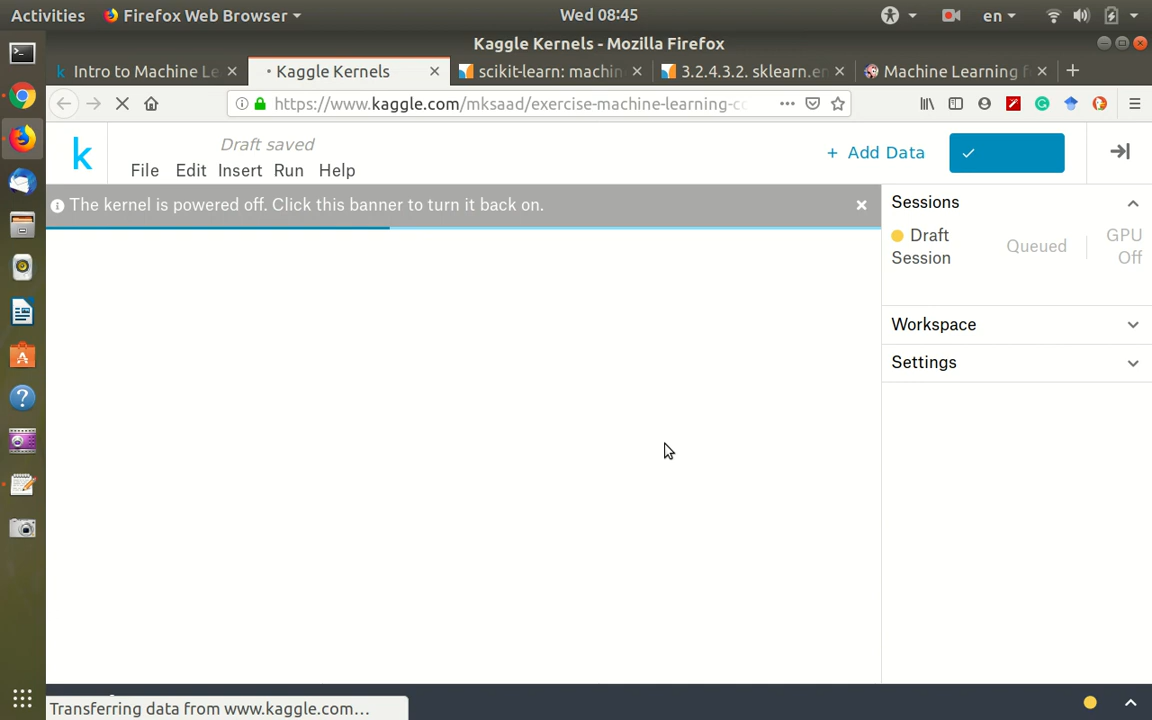 Activities
Firefox Web Browser
Wed 08:45
en
Kaggle Kernels - Mozilla Firefox
k Intro to Machine Le
Kaggle Kernels
scikit-learn: machin
3.2.4.3.2. sklearn.en
Machine Learning f
https://www.kaggle.com/mksaad/exercise-machine-learning-co
k
Draft saved
File Edit Insert Run Help
+ Add Data
The kernel is powered off. Click this banner to turn it back on.
Sessions
Draft Session
Queued
GPU Off
Workspace
Settings
Transferring data from www.kaggle.com…